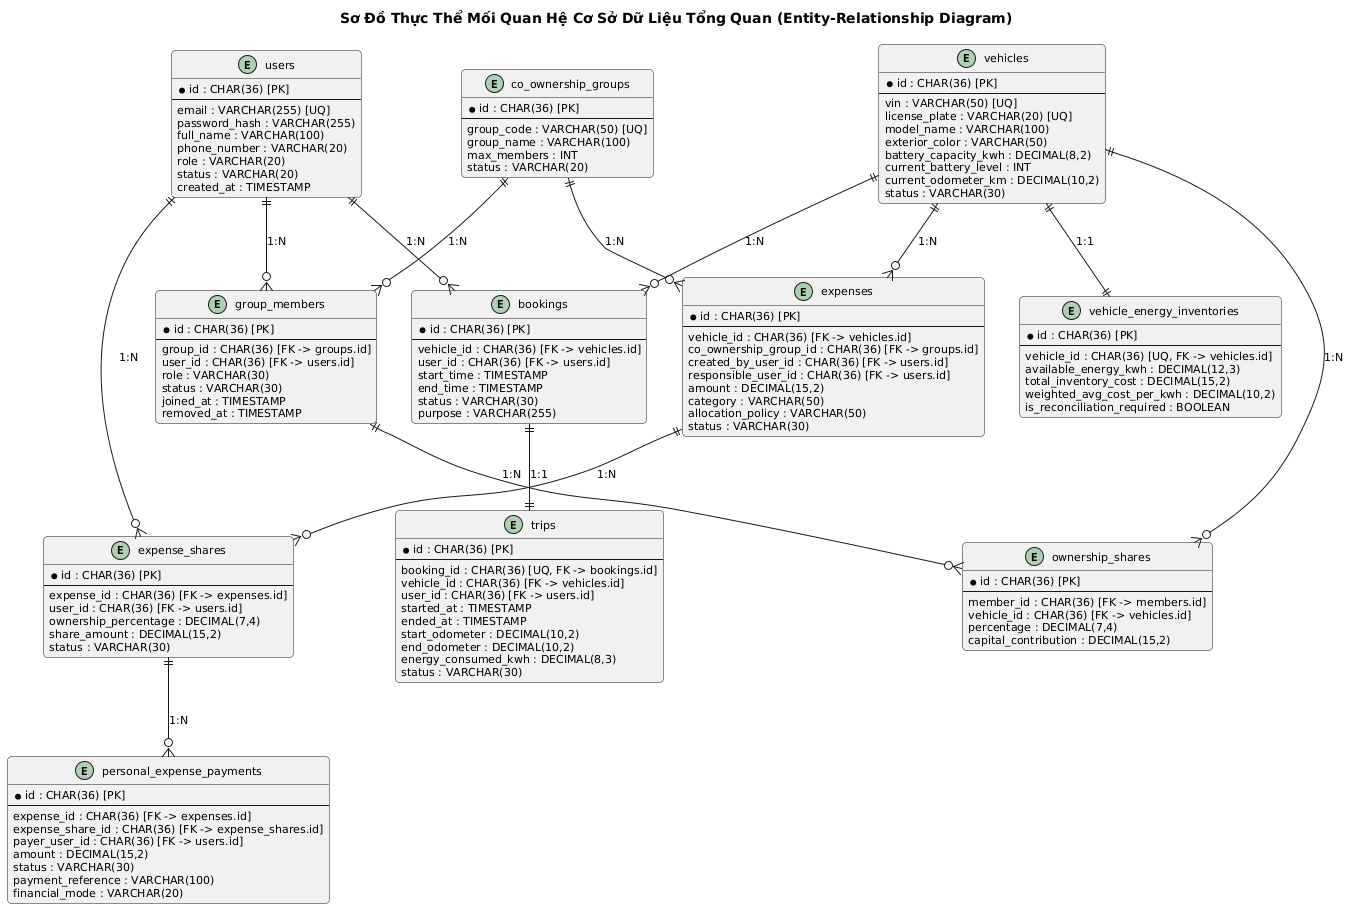 Sơ Đồ Thực Thể Mối Quan Hệ Cơ Sở Dữ Liệu Tổng Quan (Entity-Relationship Diagram)
E users
id : CHAR(36) [PK]
email : VARCHAR(255) [UQ]
password_hash : VARCHAR(255)
full_name : VARCHAR(100)
phone_number : VARCHAR(20)
role : VARCHAR(20)
status : VARCHAR(20)
created_at : TIMESTAMP
E co_ownership_groups
id : CHAR(36) [PK]
group_code : VARCHAR(50) [UQ]
group_name : VARCHAR(100)
max_members : INT
status : VARCHAR(20)
E vehicles
id : CHAR(36) [PK]
vin : VARCHAR(50) [UQ]
license_plate : VARCHAR(20) [UQ]
model_name : VARCHAR(100)
exterior_color : VARCHAR(50)
battery_capacity_kwh : DECIMAL(8,2)
current_battery_level : INT
current_odometer_km : DECIMAL(10,2)
status : VARCHAR(30)
1:N
1:N
1:N
1:N
1:N
1:N
1:1
E group_members
id : CHAR(36) [PK]
group_id : CHAR(36) [FK -> groups.id]
user_id : CHAR(36) [FK -> users.id]
role : VARCHAR(30)
status : VARCHAR(30)
joined_at : TIMESTAMP
removed_at : TIMESTAMP
E bookings
id : CHAR(36) [PK]
vehicle_id : CHAR(36) [FK -> vehicles.id]
user_id : CHAR(36) [FK -> users.id]
start_time : TIMESTAMP
end_time : TIMESTAMP
status : VARCHAR(30)
purpose : VARCHAR(255)
E expenses
id : CHAR(36) [PK]
vehicle_id : CHAR(36) [FK -> vehicles.id]
co_ownership_group_id : CHAR(36) [FK -> groups.id]
created_by_user_id : CHAR(36) [FK -> users.id]
responsible_user_id : CHAR(36) [FK -> users.id]
amount : DECIMAL(15,2)
category : VARCHAR(50)
allocation_policy : VARCHAR(50)
status : VARCHAR(30)
E vehicle_energy_inventories
id : CHAR(36) [PK]
vehicle_id : CHAR(36) [UQ, FK -> vehicles.id]
available_energy_kwh : DECIMAL(12,3)
total_inventory_cost : DECIMAL(15,2)
weighted_avg_cost_per_kwh : DECIMAL(10,2)
is_reconciliation_required : BOOLEAN
1:N
1:N
1:N
1:1
1:N
E expense_shares
id : CHAR(36) [PK]
expense_id : CHAR(36) [FK -> expenses.id]
user_id : CHAR(36) [FK -> users.id]
ownership_percentage : DECIMAL(7,4)
share_amount : DECIMAL(15,2)
status : VARCHAR(30)
E trips
id : CHAR(36) [PK]
booking_id : CHAR(36) [UQ, FK -> bookings.id]
vehicle_id : CHAR(36) [FK -> vehicles.id]
user_id : CHAR(36) [FK -> users.id]
started_at : TIMESTAMP
ended_at : TIMESTAMP
start_odometer : DECIMAL(10,2)
end_odometer : DECIMAL(10,2)
energy_consumed_kwh : DECIMAL(8,3)
status : VARCHAR(30)
E ownership_shares
id : CHAR(36) [PK]
member_id : CHAR(36) [FK -> members.id]
vehicle_id : CHAR(36) [FK -> vehicles.id]
percentage : DECIMAL(7,4)
capital_contribution : DECIMAL(15,2)
1:N
E personal_expense_payments
id : CHAR(36) [PK]
expense_id : CHAR(36) [FK -> expenses.id]
expense_share_id : CHAR(36) [FK -> expense_shares.id]
payer_user_id : CHAR(36) [FK -> users.id]
amount : DECIMAL(15,2)
status : VARCHAR(30)
payment_reference : VARCHAR(100)
financial_mode : VARCHAR(20)